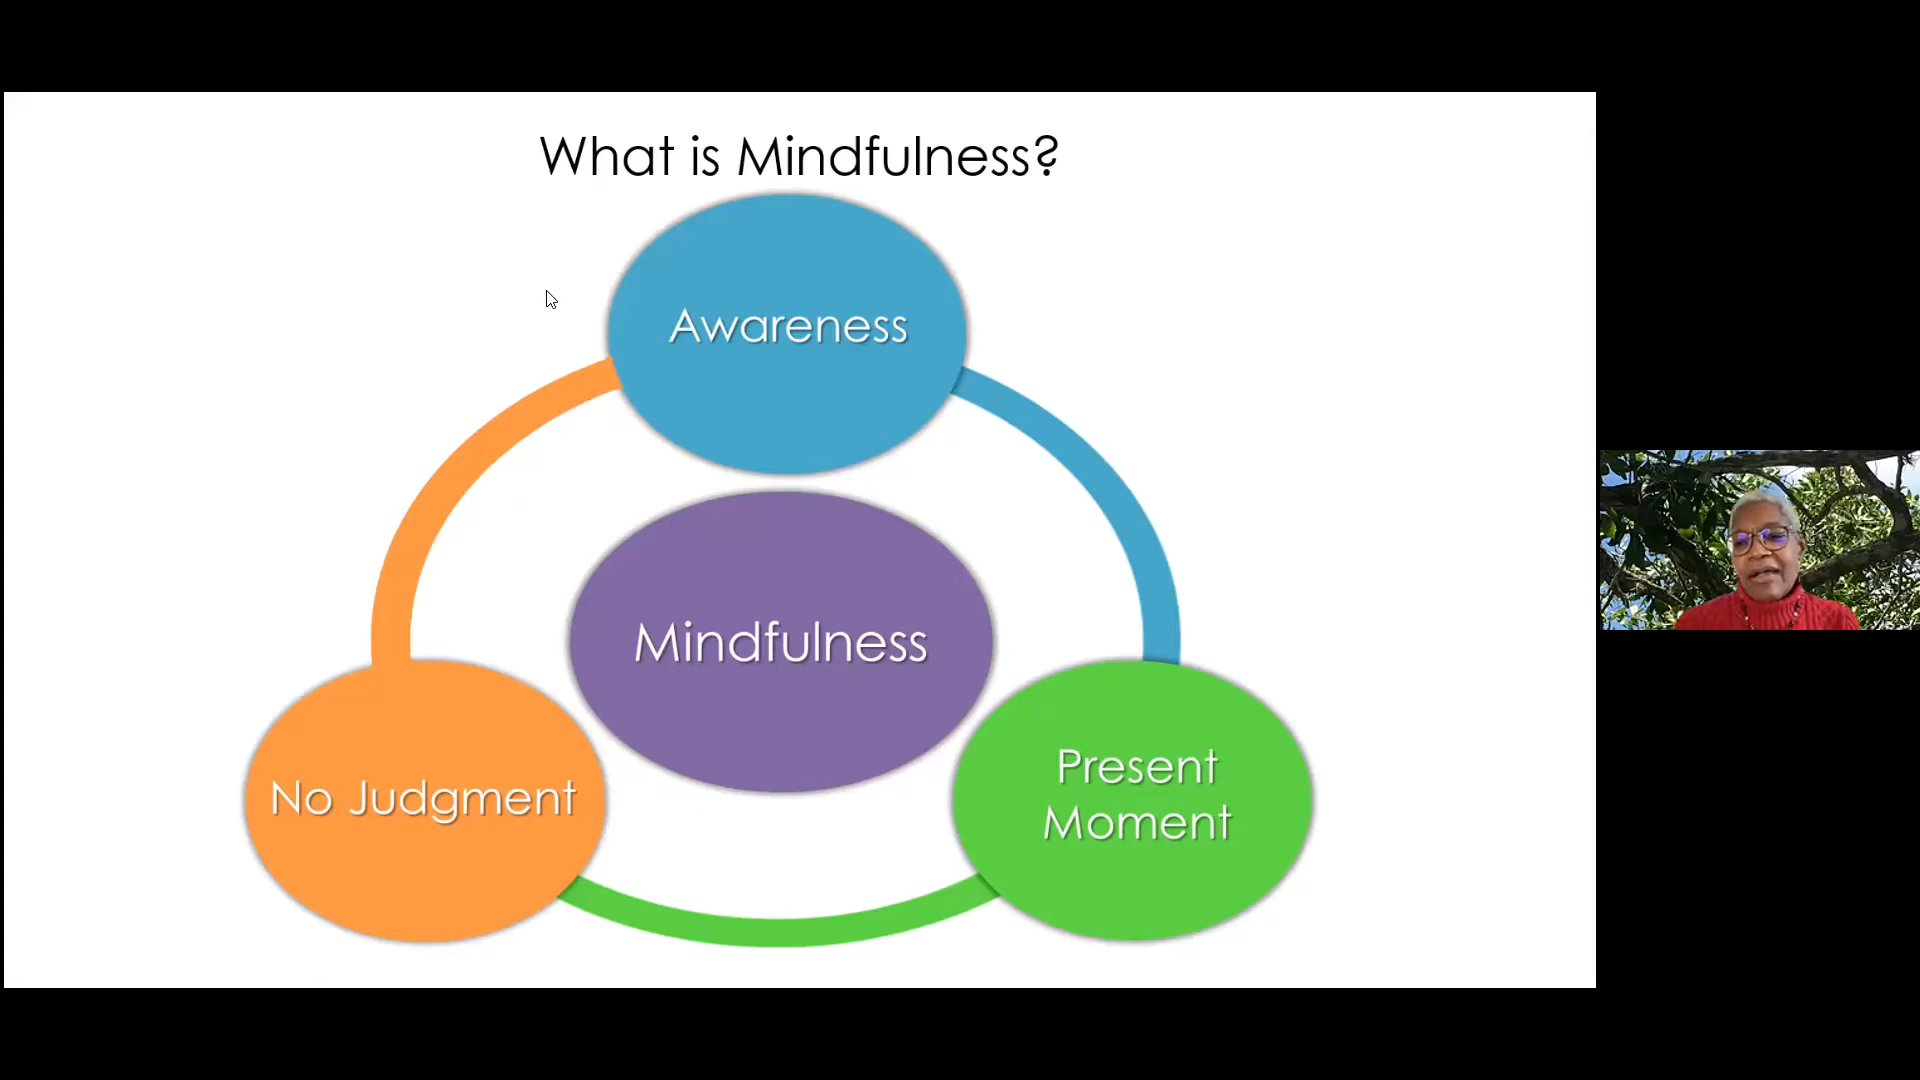 What is Mindfulness?
Awareness
Mindfulness
No Judgment
Present
Moment